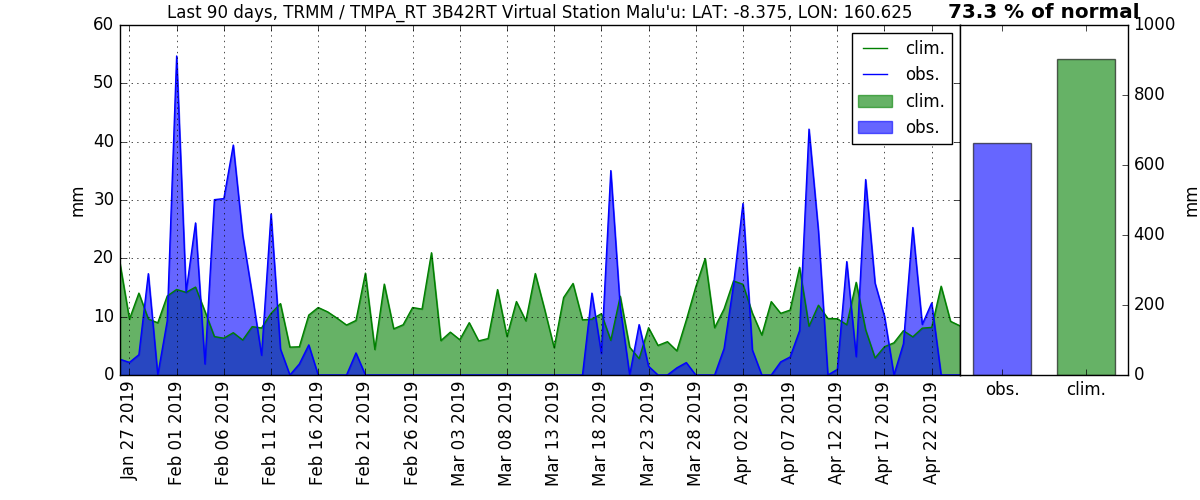 Last 90 days, TRMM / TMPA_RT 3B42RT Virtual Station Malu'u: LAT: -8.375, LON: 160.625
73.3 % of normal
60
50
40
30
20
10
0
mm
clim.
obs.
clim.
obs.
1000
800
600
400
200
0
mm
obs.
clim.
Jan 27 2019
Feb 01 2019
Feb 06 2019
Feb 11 2019
Feb 16 2019
Feb 21 2019
Feb 26 2019
Mar 03 2019
Mar 08 2019
Mar 13 2019
Mar 18 2019
Mar 23 2019
Mar 28 2019
Apr 02 2019
Apr 07 2019
Apr 12 2019
Apr 17 2019
Apr 22 2019